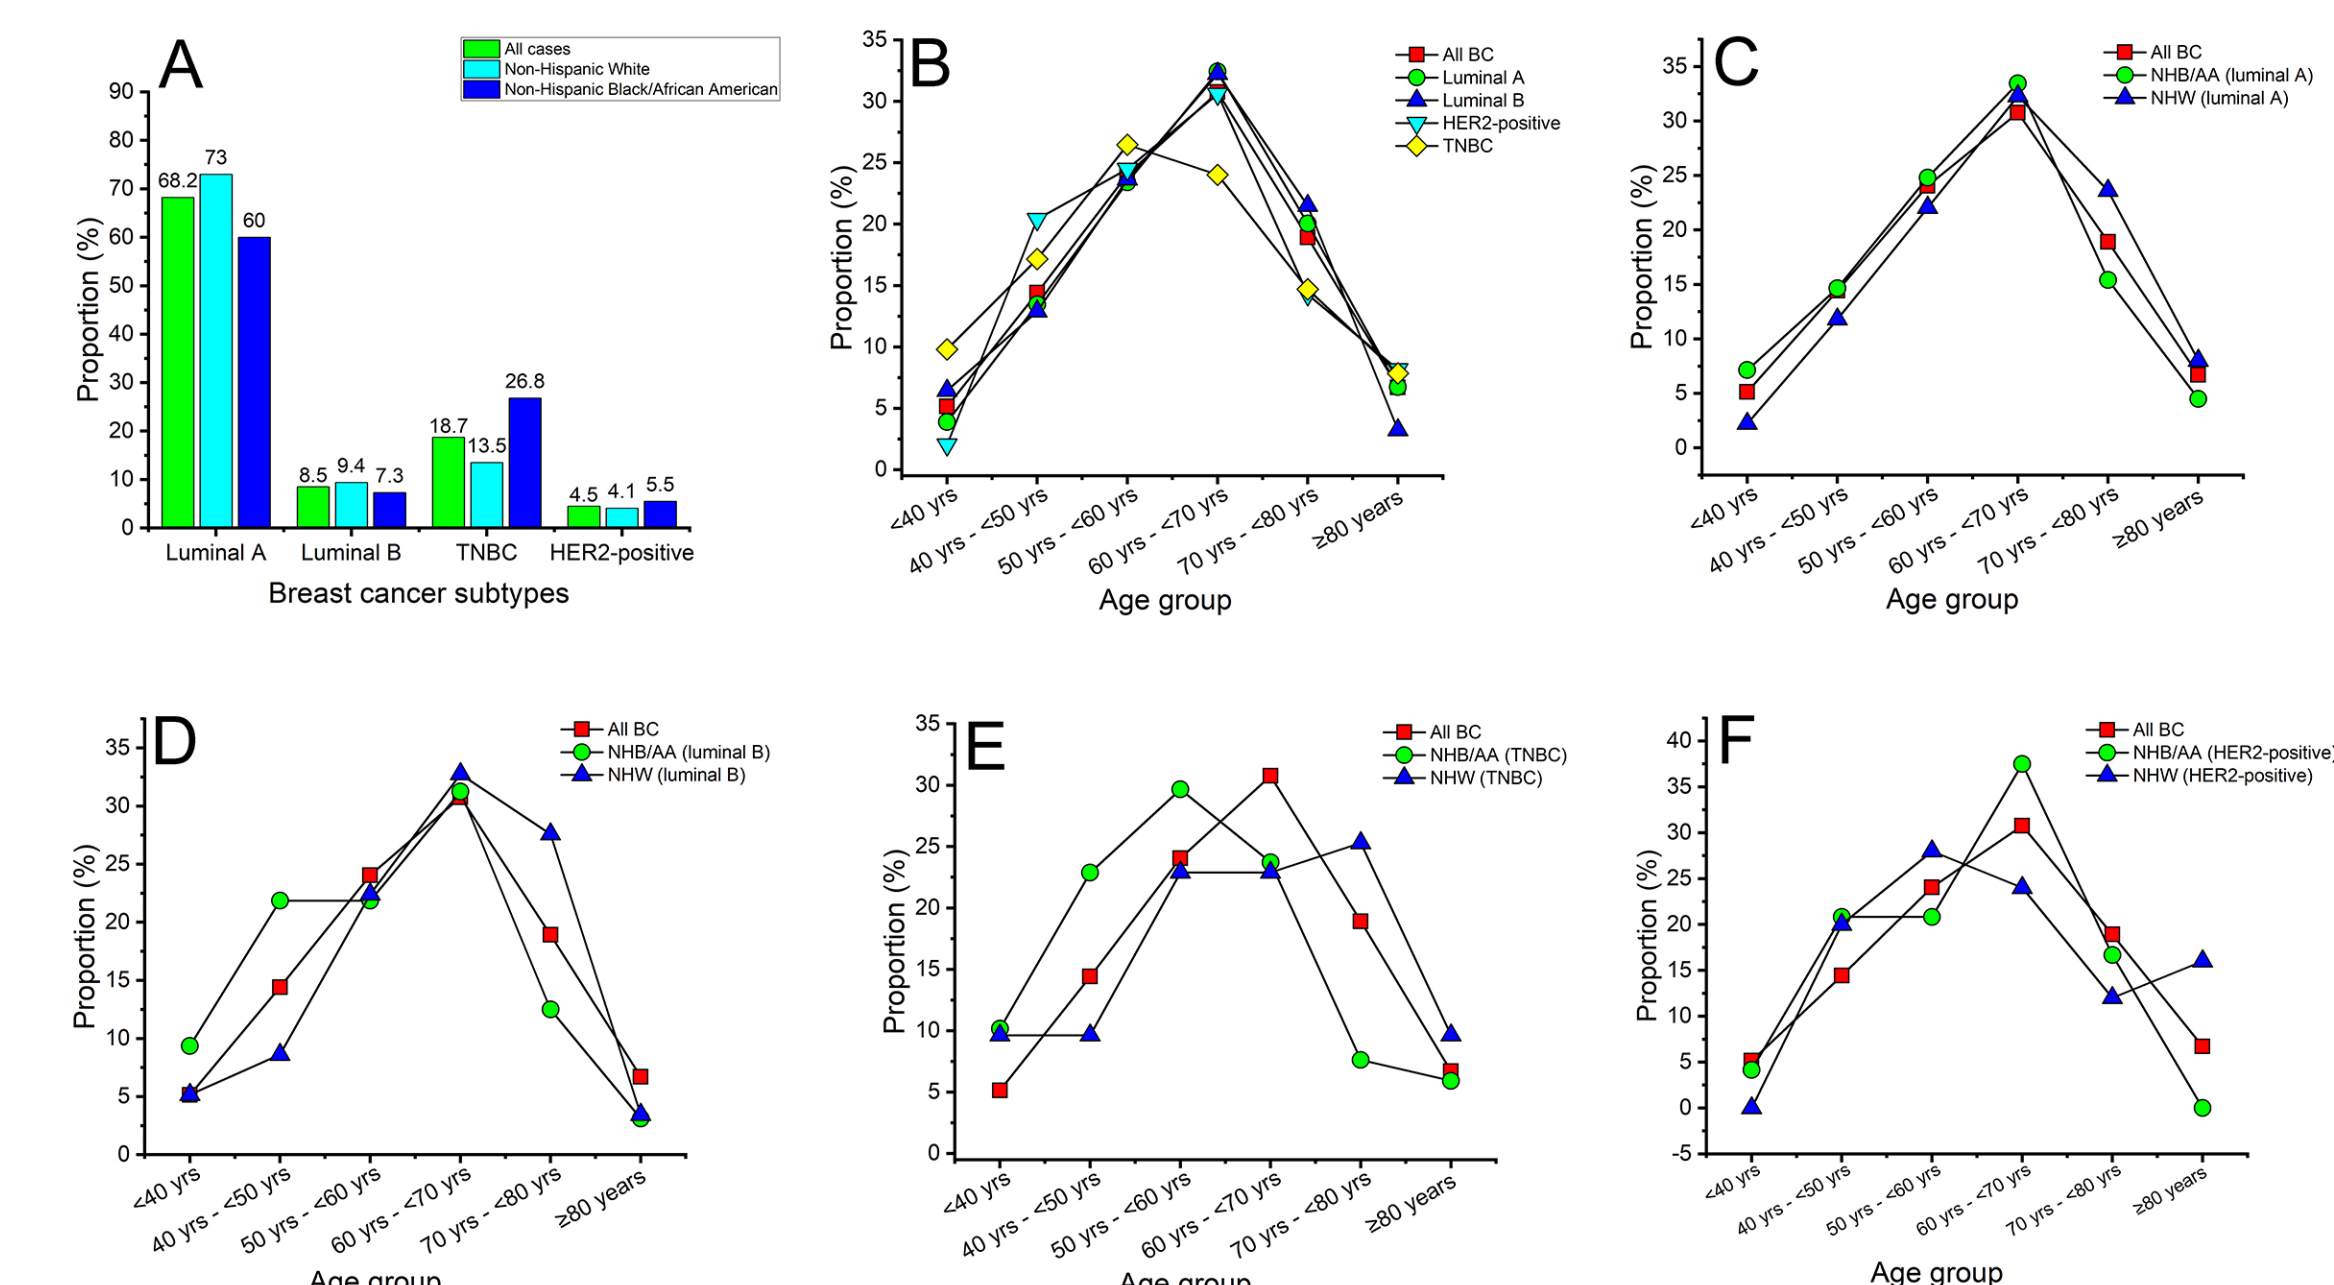 A
All cases
Non-Hispanic White
Non-Hispanic Black/African American
90
80
70
60
50
40
30
20
10
0
Proportion (%)
68.2
73
60
8.5
9.4
7.3
18.7
13.5
26.8
4.5
4.1
5.5
Luminal A
Luminal B
TNBC
HER2-positive
Breast cancer subtypes
B
All BC
Luminal A
Luminal B
HER2-positive
TNBC
35
30
25
20
15
10
5
0
Proportion (%)
<40 yrs
40 yrs - <50 yrs
50 yrs - <60 yrs
60 yrs - <70 yrs
70 yrs - <80 yrs
≥80 years
Age group
C
All BC
NHB/AA (luminal A)
NHW (luminal A)
35
30
25
20
15
10
5
0
Proportion (%)
<40 yrs
40 yrs - <50 yrs
50 yrs - <60 yrs
60 yrs - <70 yrs
70 yrs - <80 yrs
≥80 years
Age group
D
All BC
NHB/AA (luminal B)
NHW (luminal B)
35
30
25
20
15
10
5
0
Proportion (%)
<40 yrs
40 yrs - <50 yrs
50 yrs - <60 yrs
60 yrs - <70 yrs
70 yrs - <80 yrs
≥80 years
Age group
E
All BC
NHB/AA (TNBC)
NHW (TNBC)
35
30
25
20
15
10
5
0
Proportion (%)
<40 yrs
40 yrs - <50 yrs
50 yrs - <60 yrs
60 yrs - <70 yrs
70 yrs - <80 yrs
≥80 years
Age group
F
All BC
NHB/AA (HER2-positive)
NHW (HER2-positive)
40
35
30
25
20
15
10
5
0
-5
Proportion (%)
<40 yrs
40 yrs - <50 yrs
50 yrs - <60 yrs
60 yrs - <70 yrs
70 yrs - <80 yrs
≥80 years
Age group